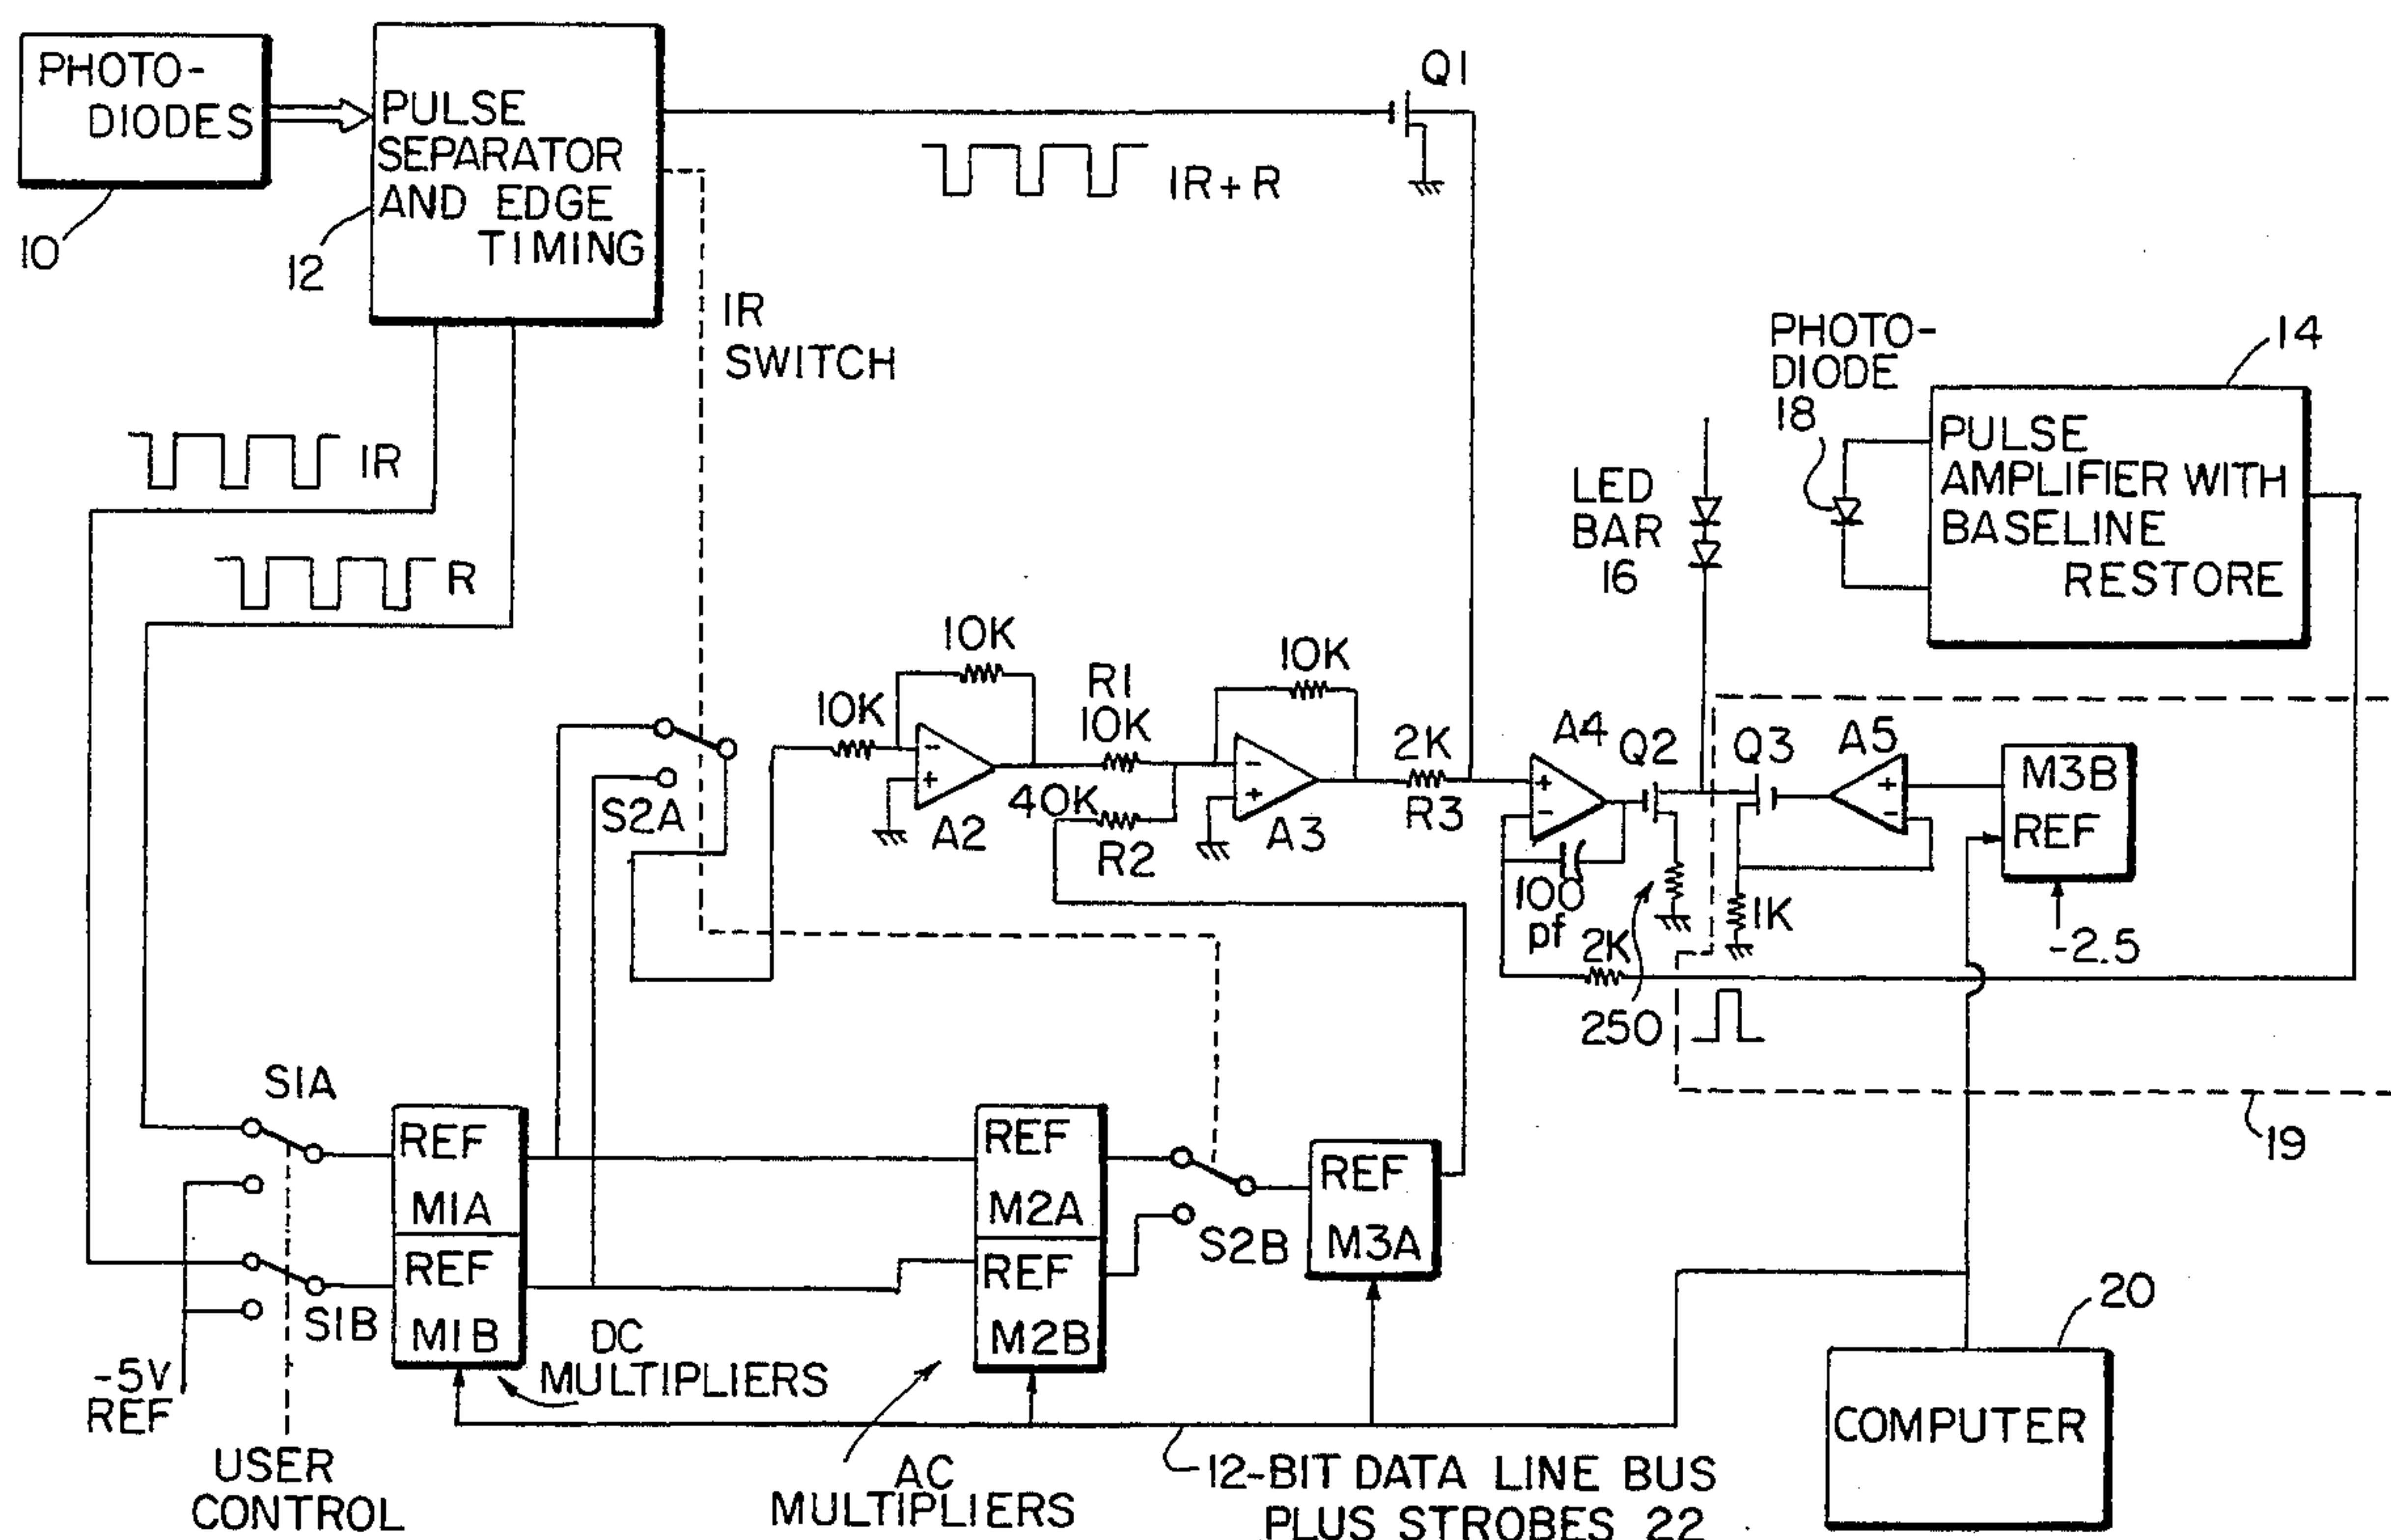 PHOTO-
DIODES
10
PULSE
SEPARATOR
AND EDGE
TIMING
12
Q1
IR+R
IR
SWITCH
IR
R
PHOTO-
DIODE
18
14
PULSE
AMPLIFIER WITH
BASELINE
RESTORE
LED
BAR
16
10K
10K
R1
10K
10K
S2A
A2
40K
R2
A3
2K
R3
A4
Q2
Q3
A5
M3B
REF
-2.5
100
pf
2K
250
1K
19
S1A
REF
M1A
REF
M1B
S1B
-5V
REF
USER
CONTROL
DC
MULTIPLIERS
REF
M2A
REF
M2B
AC
MULTIPLIERS
S2B
REF
M3A
12-BIT DATA LINE BUS
PLUS STROBES 22
20
COMPUTER